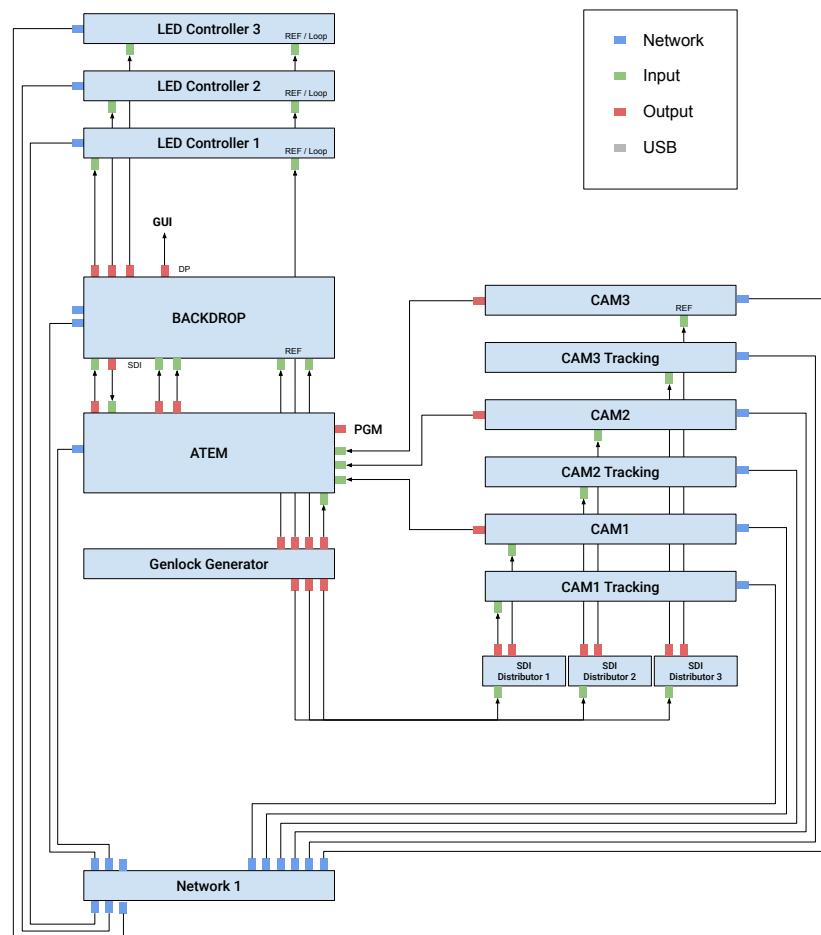 LED Controller 3
REF / Loop
LED Controller 2
REF / Loop
LED Controller 1
REF / Loop
Network
Input
Output
USB
GUI
DP
BACKDROP
SDI
REF
ATEM
PGM
Genlock Generator
CAM3
REF
CAM3 Tracking
CAM2
CAM2 Tracking
CAM1
CAM1 Tracking
SDI
Distributor 1
SDI
Distributor 2
SDI
Distributor 3
Network 1